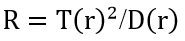 R = T(r)²/D(r)